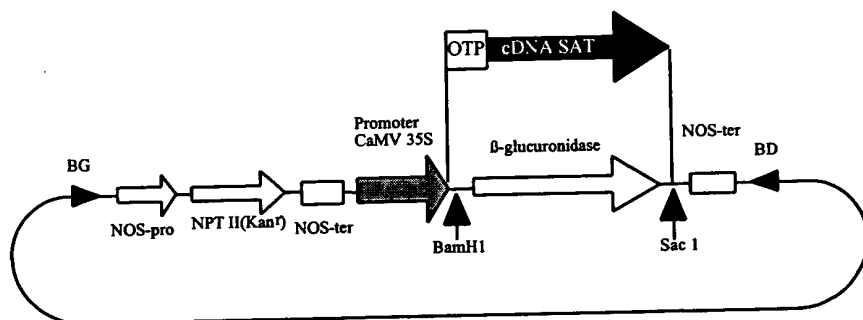 OTP
cDNA SAT
Promoter
CaMV 35S
ß-glucuronidase
NOS-ter
BG
BD
NOS-pro
NPT II(Kanʳ)
NOS-ter
BamH1
Sac 1